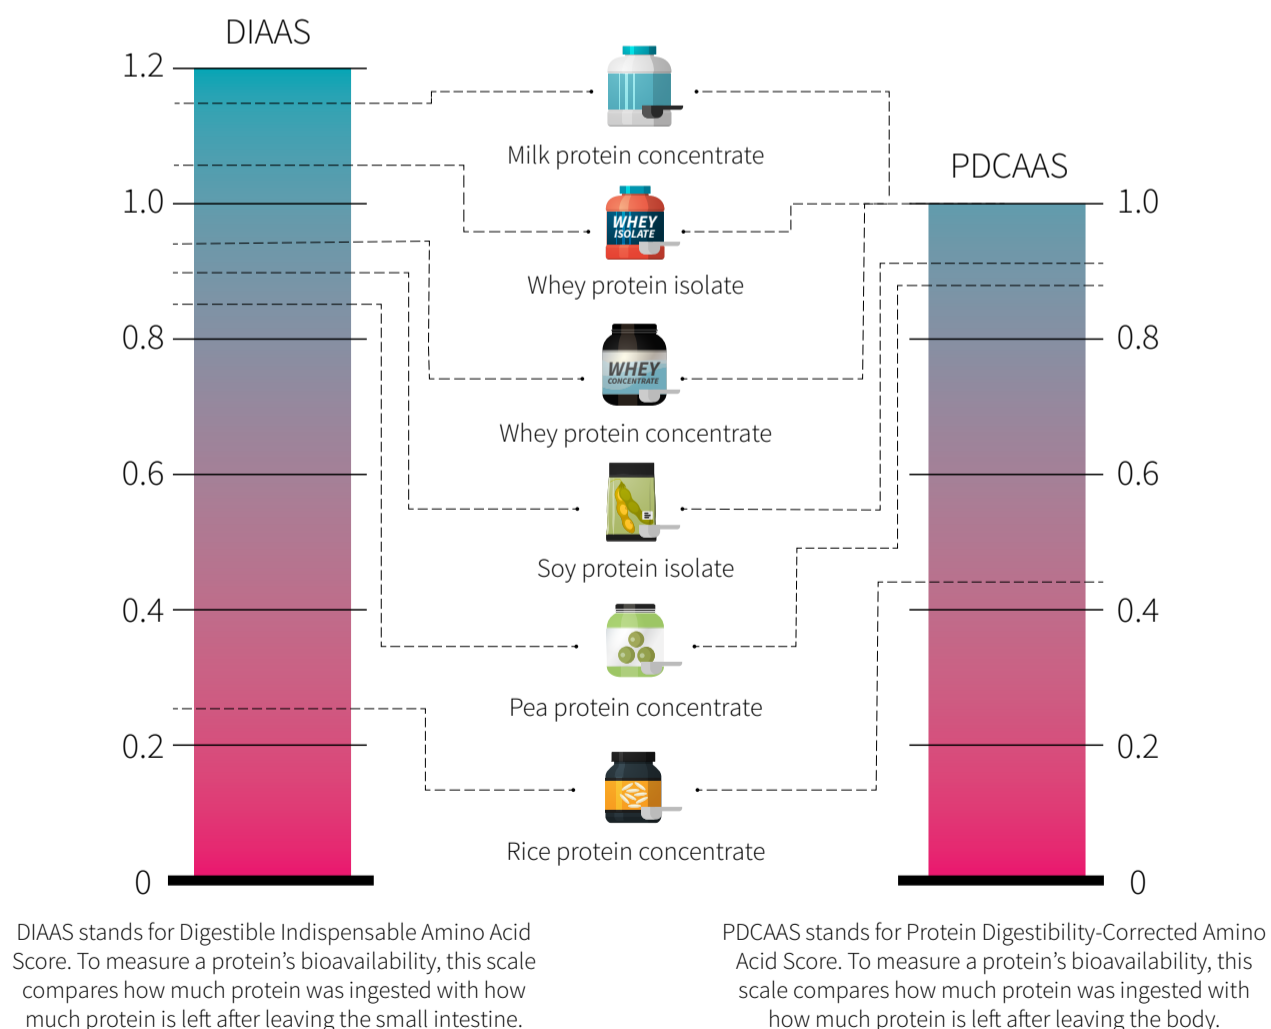 DIAAS
1.2
1.0
0.8
0.6
0.4
0.2
0
Milk protein concentrate
WHEY
ISOLATE
Whey protein isolate
WHEY
CONCENTRATE
Whey protein concentrate
Soy protein isolate
Pea protein concentrate
Rice protein concentrate
PDCAAS
1.0
0.8
0.6
0.4
0.2
0
DIAAS stands for Digestible Indispensable Amino Acid
Score. To measure a protein’s bioavailability, this scale
compares how much protein was ingested with how
much protein is left after leaving the small intestine.
PDCAAS stands for Protein Digestibility-Corrected Amino
Acid Score. To measure a protein’s bioavailability, this
scale compares how much protein was ingested with
how much protein is left after leaving the body.